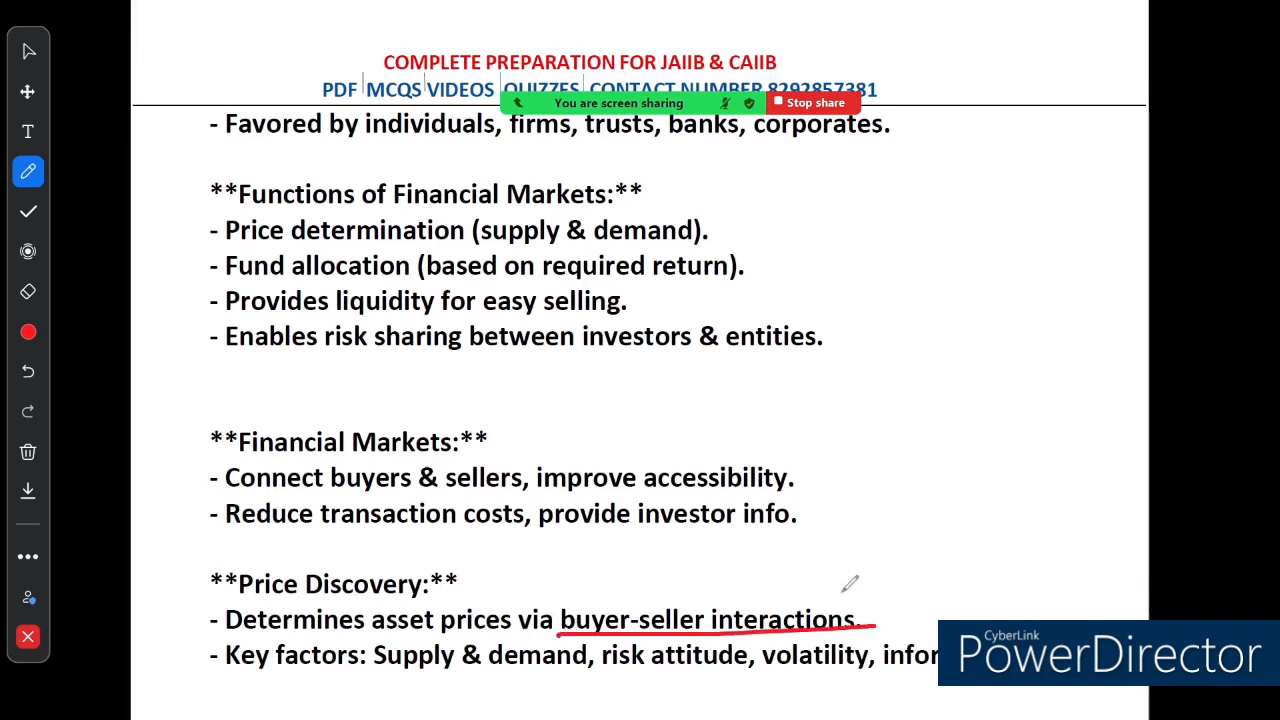 COMPLETE PREPARATION FOR JAIIB & CAIIB
PDF MCQS VIDEOS QUIZZES CONTACT NUMBER 8292857381
You are screen sharing Stop share
- Favored by individuals, firms, trusts, banks, corporates.
**Functions of Financial Markets:**
- Price determination (supply & demand).
- Fund allocation (based on required return).
- Provides liquidity for easy selling.
- Enables risk sharing between investors & entities.
**Financial Markets:**
- Connect buyers & sellers, improve accessibility.
- Reduce transaction costs, provide investor info.
**Price Discovery:**
- Determines asset prices via buyer-seller interactions.
- Key factors: Supply & demand, risk attitude, volatility,
CyberLink
PowerDirector
T